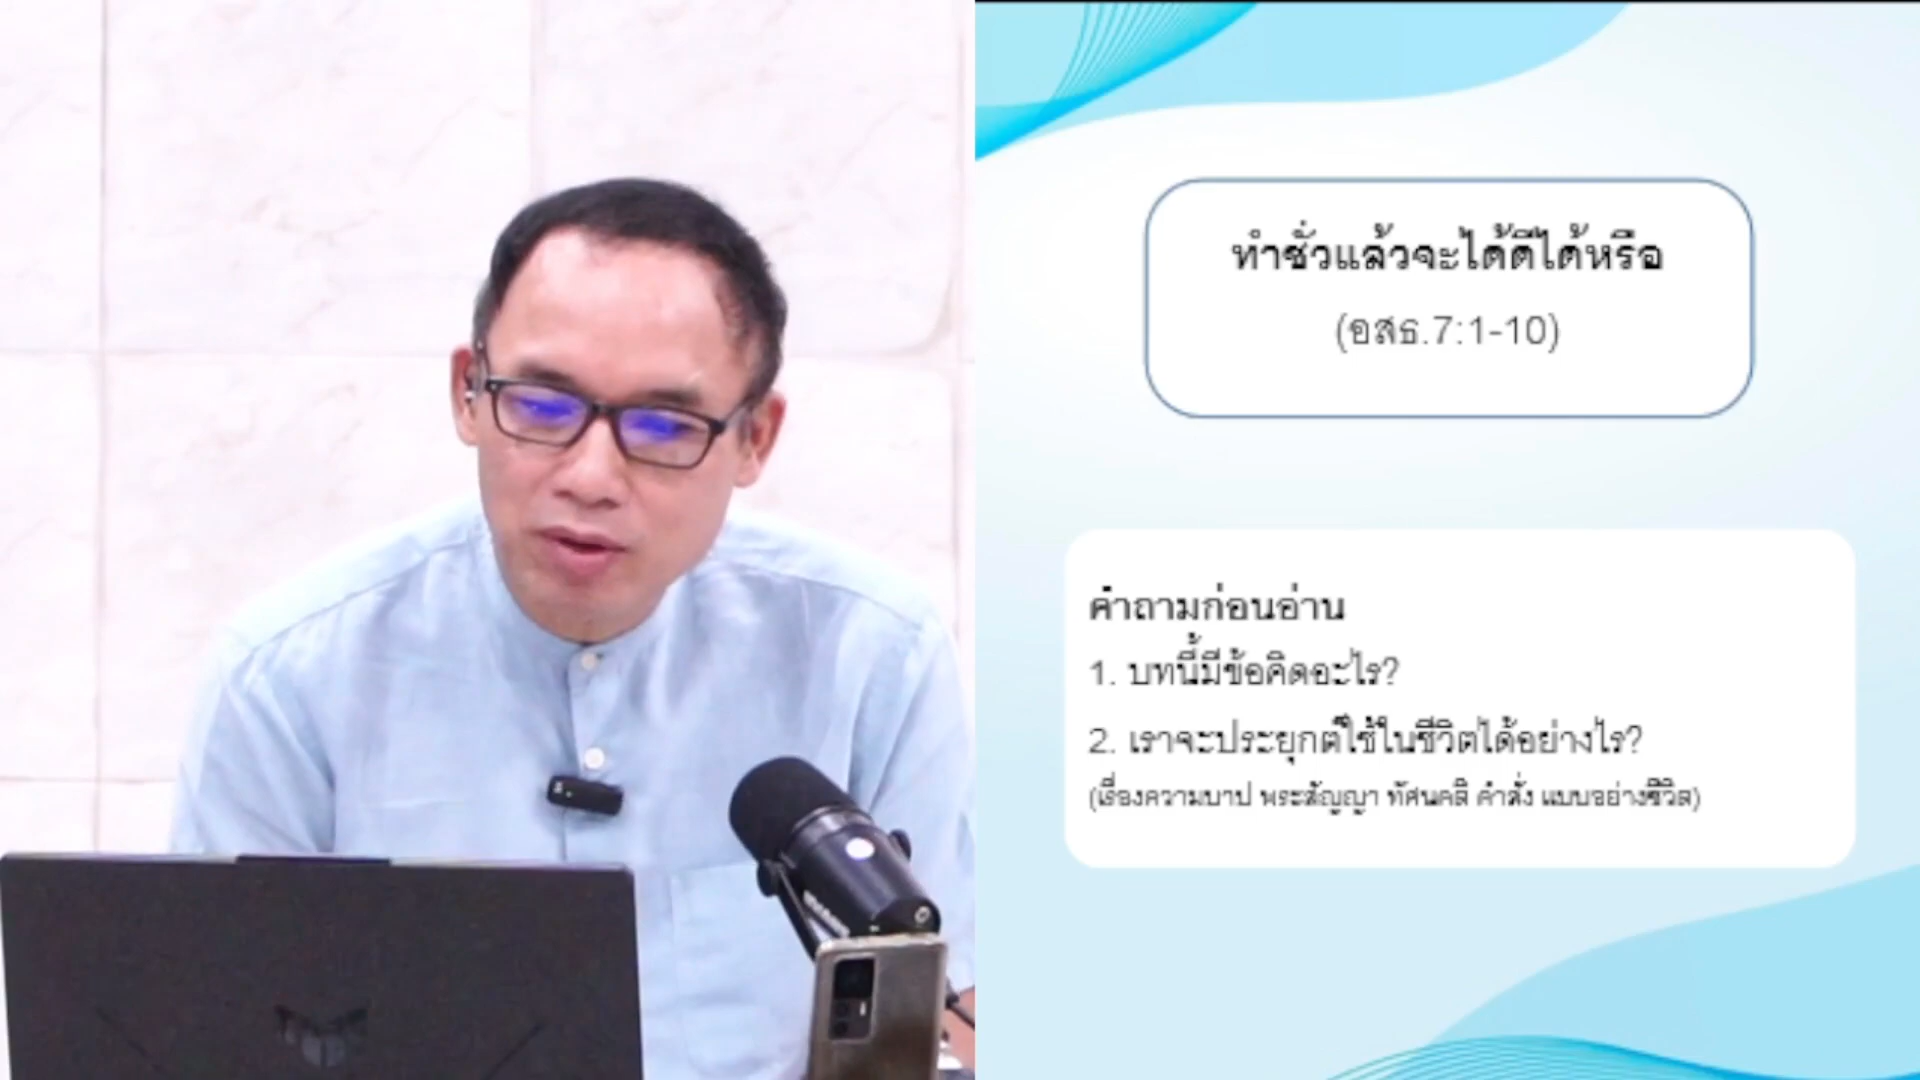 ทำชั่วแล้วจะได้ดีได้หรือ
(อสธ.7:1-10)
คำถามก่อนอ่าน
1. บทนี้มีข้อคิดอะไร?
2. เราจะประยุกต์ใช้ในชีวิตได้อย่างไร?
(เรื่องความบาป พระสัญญา ทัศนคติ คำสั่ง แบบอย่างชีวิต)